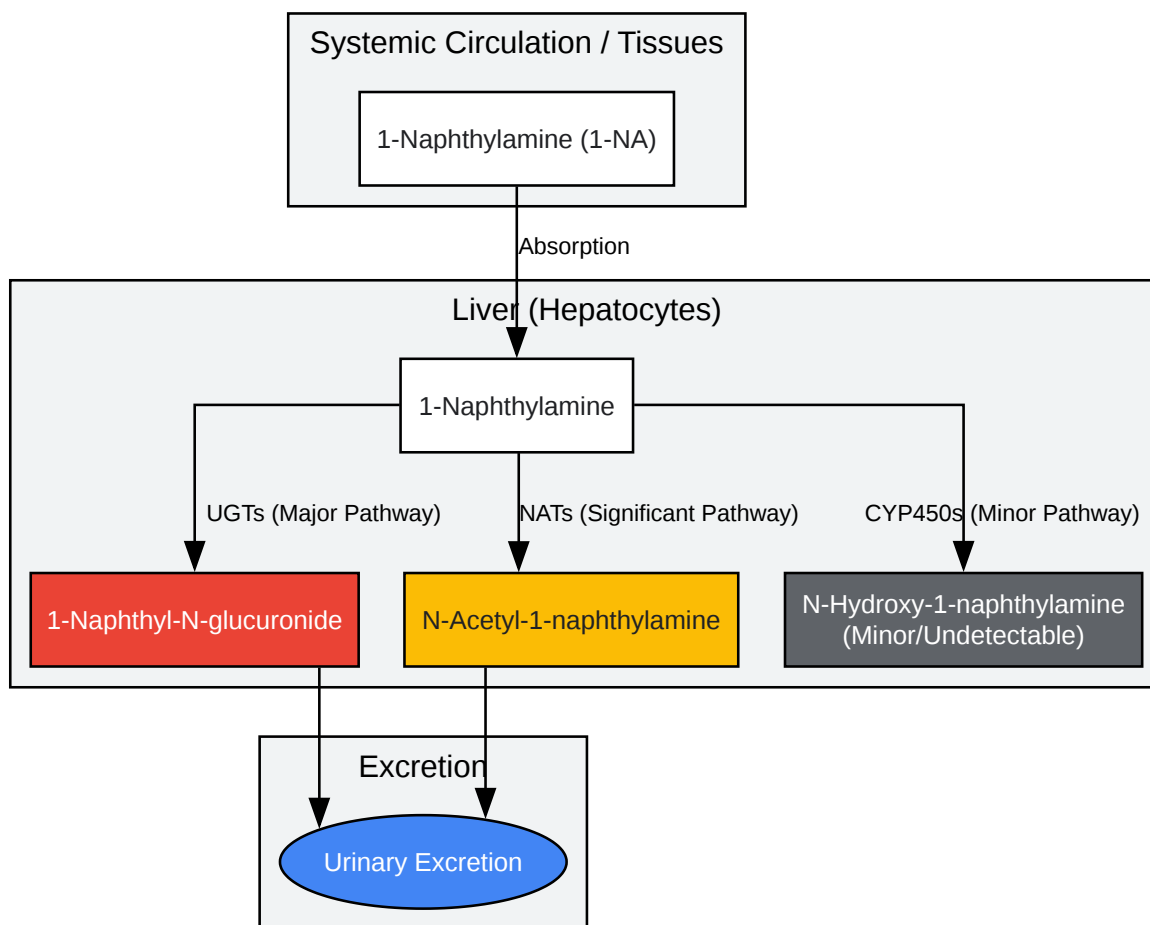 Systemic Circulation / Tissues
1-Naphthylamine (1-NA)
Absorption
Liver (Hepatocytes)
1-Naphthylamine
UGTs (Major Pathway)
NATs (Significant Pathway)
CYP450s (Minor Pathway)
1-Naphthyl-N-glucuronide
N-Acetyl-1-naphthylamine
N-Hydroxy-1-naphthylamine
(Minor/Undetectable)
Excretion
Urinary Excretion